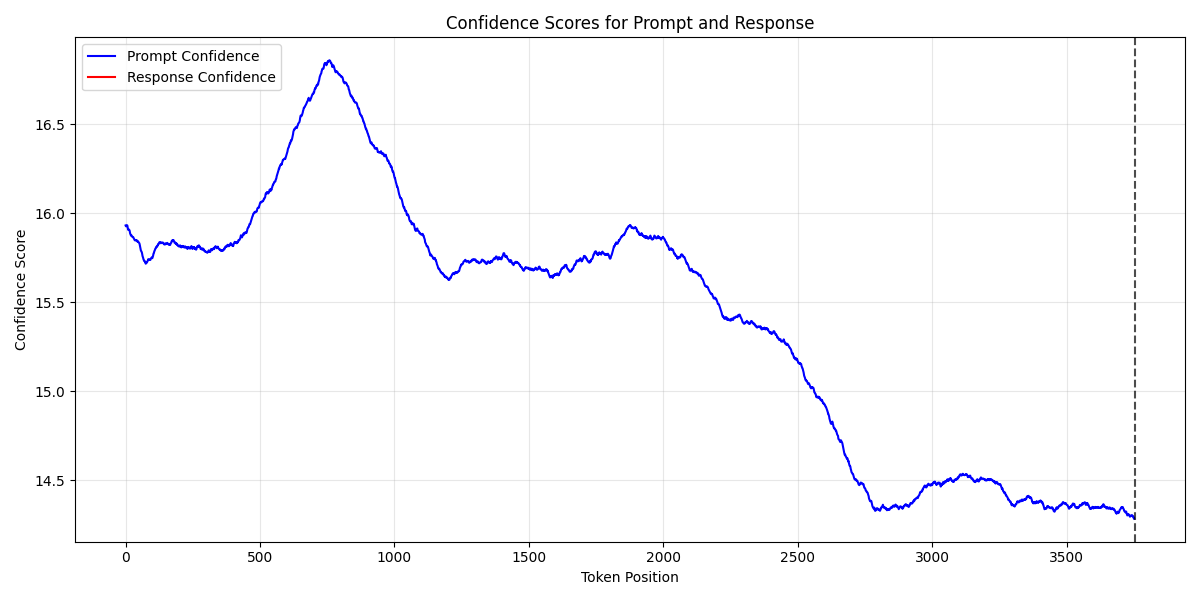 Confidence Scores for Prompt and Response
Prompt Confidence
Response Confidence
Confidence Score
16.5
16.0
15.5
15.0
14.5
0 500 1000 1500 2000 2500 3000 3500
Token Position